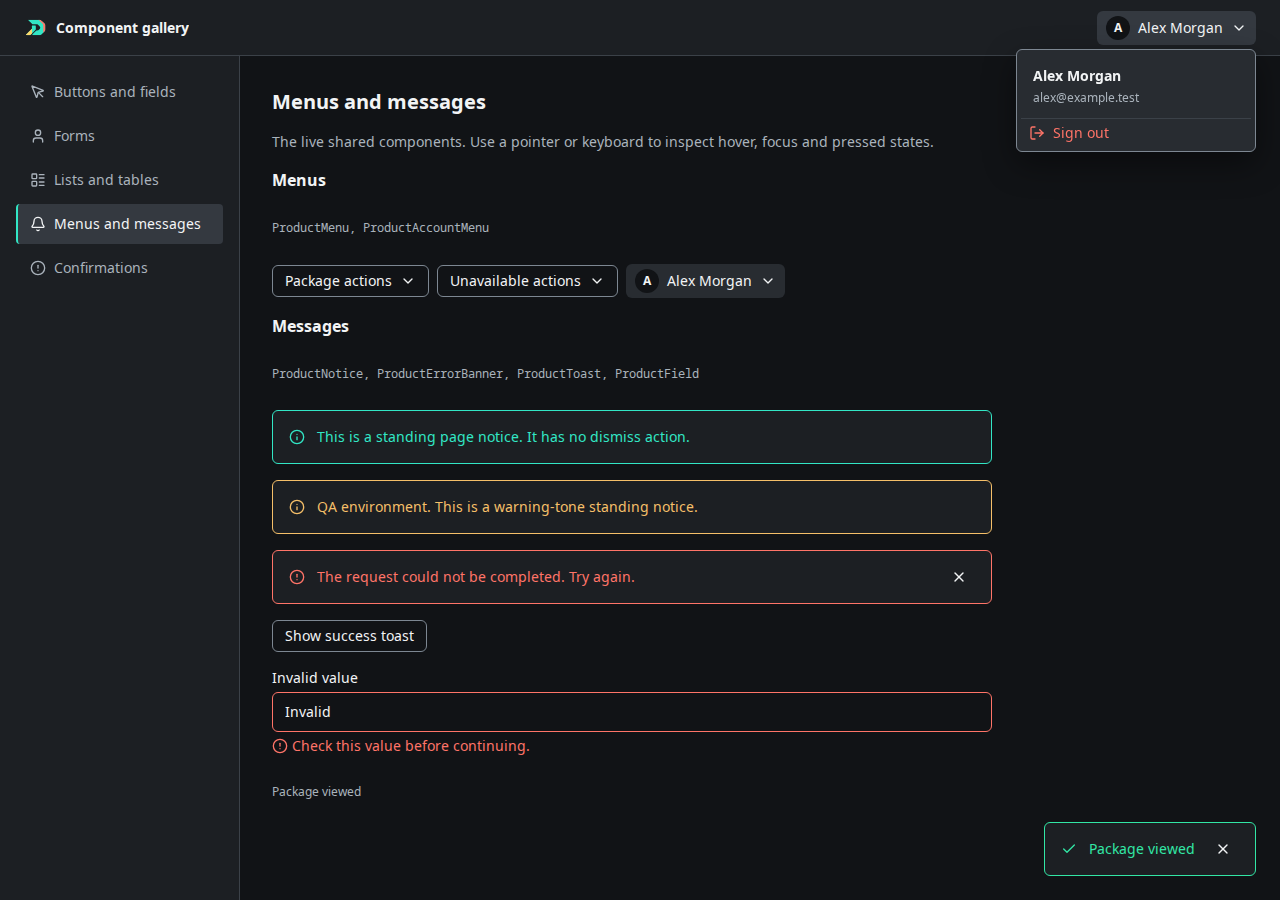 Component gallery
A Alex Morgan
Alex Morgan
alex@example.test
Sign out
Buttons and fields
Forms
Lists and tables
Menus and messages
Confirmations
Menus and messages
The live shared components. Use a pointer or keyboard to inspect hover, focus and pressed states.
Menus
ProductMenu, ProductAccountMenu
Package actions
Unavailable actions
A Alex Morgan
Messages
ProductNotice, ProductErrorBanner, ProductToast, ProductField
This is a standing page notice. It has no dismiss action.
QA environment. This is a warning-tone standing notice.
The request could not be completed. Try again.
Show success toast
Invalid value
Invalid
Check this value before continuing.
Package viewed
Package viewed